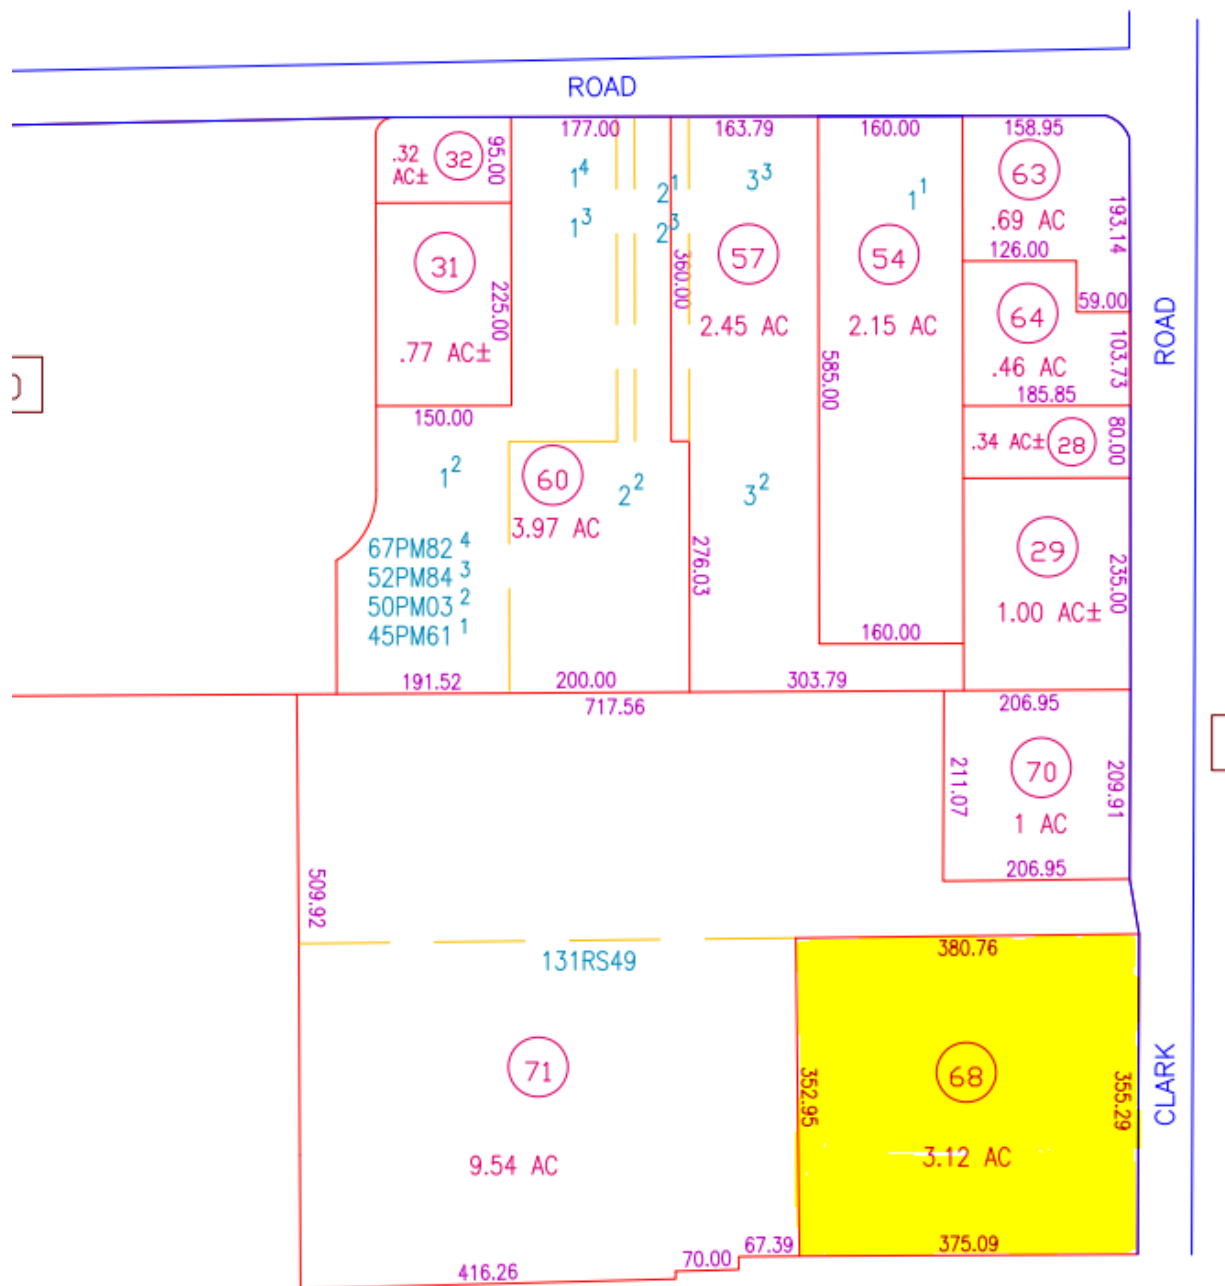 ROAD
177.00
163.79
160.00
158.95
.32
AC±
32
95.00
1⁴
2¹
3³
1¹
63
193.14
.69 AC
1³
2³
126.00
31
57
54
360.00
64
59.00
ROAD
225.00
2.45 AC
2.15 AC
.77 AC±
585.00
.46 AC
103.73
185.85
150.00
.34 AC±
28
80.00
1²
60
2²
3²
3.97 AC
67PM82 ⁴
52PM84 ³
50PM03 ²
45PM61 ¹
276.03
29
235.00
1.00 AC±
160.00
191.52
200.00
303.79
717.56
206.95
70
211.07
209.91
1 AC
206.95
509.92
131RS49
380.76
71
68
352.95
355.29
CLARK
9.54 AC
3.12 AC
67.39
375.09
70.00
416.26